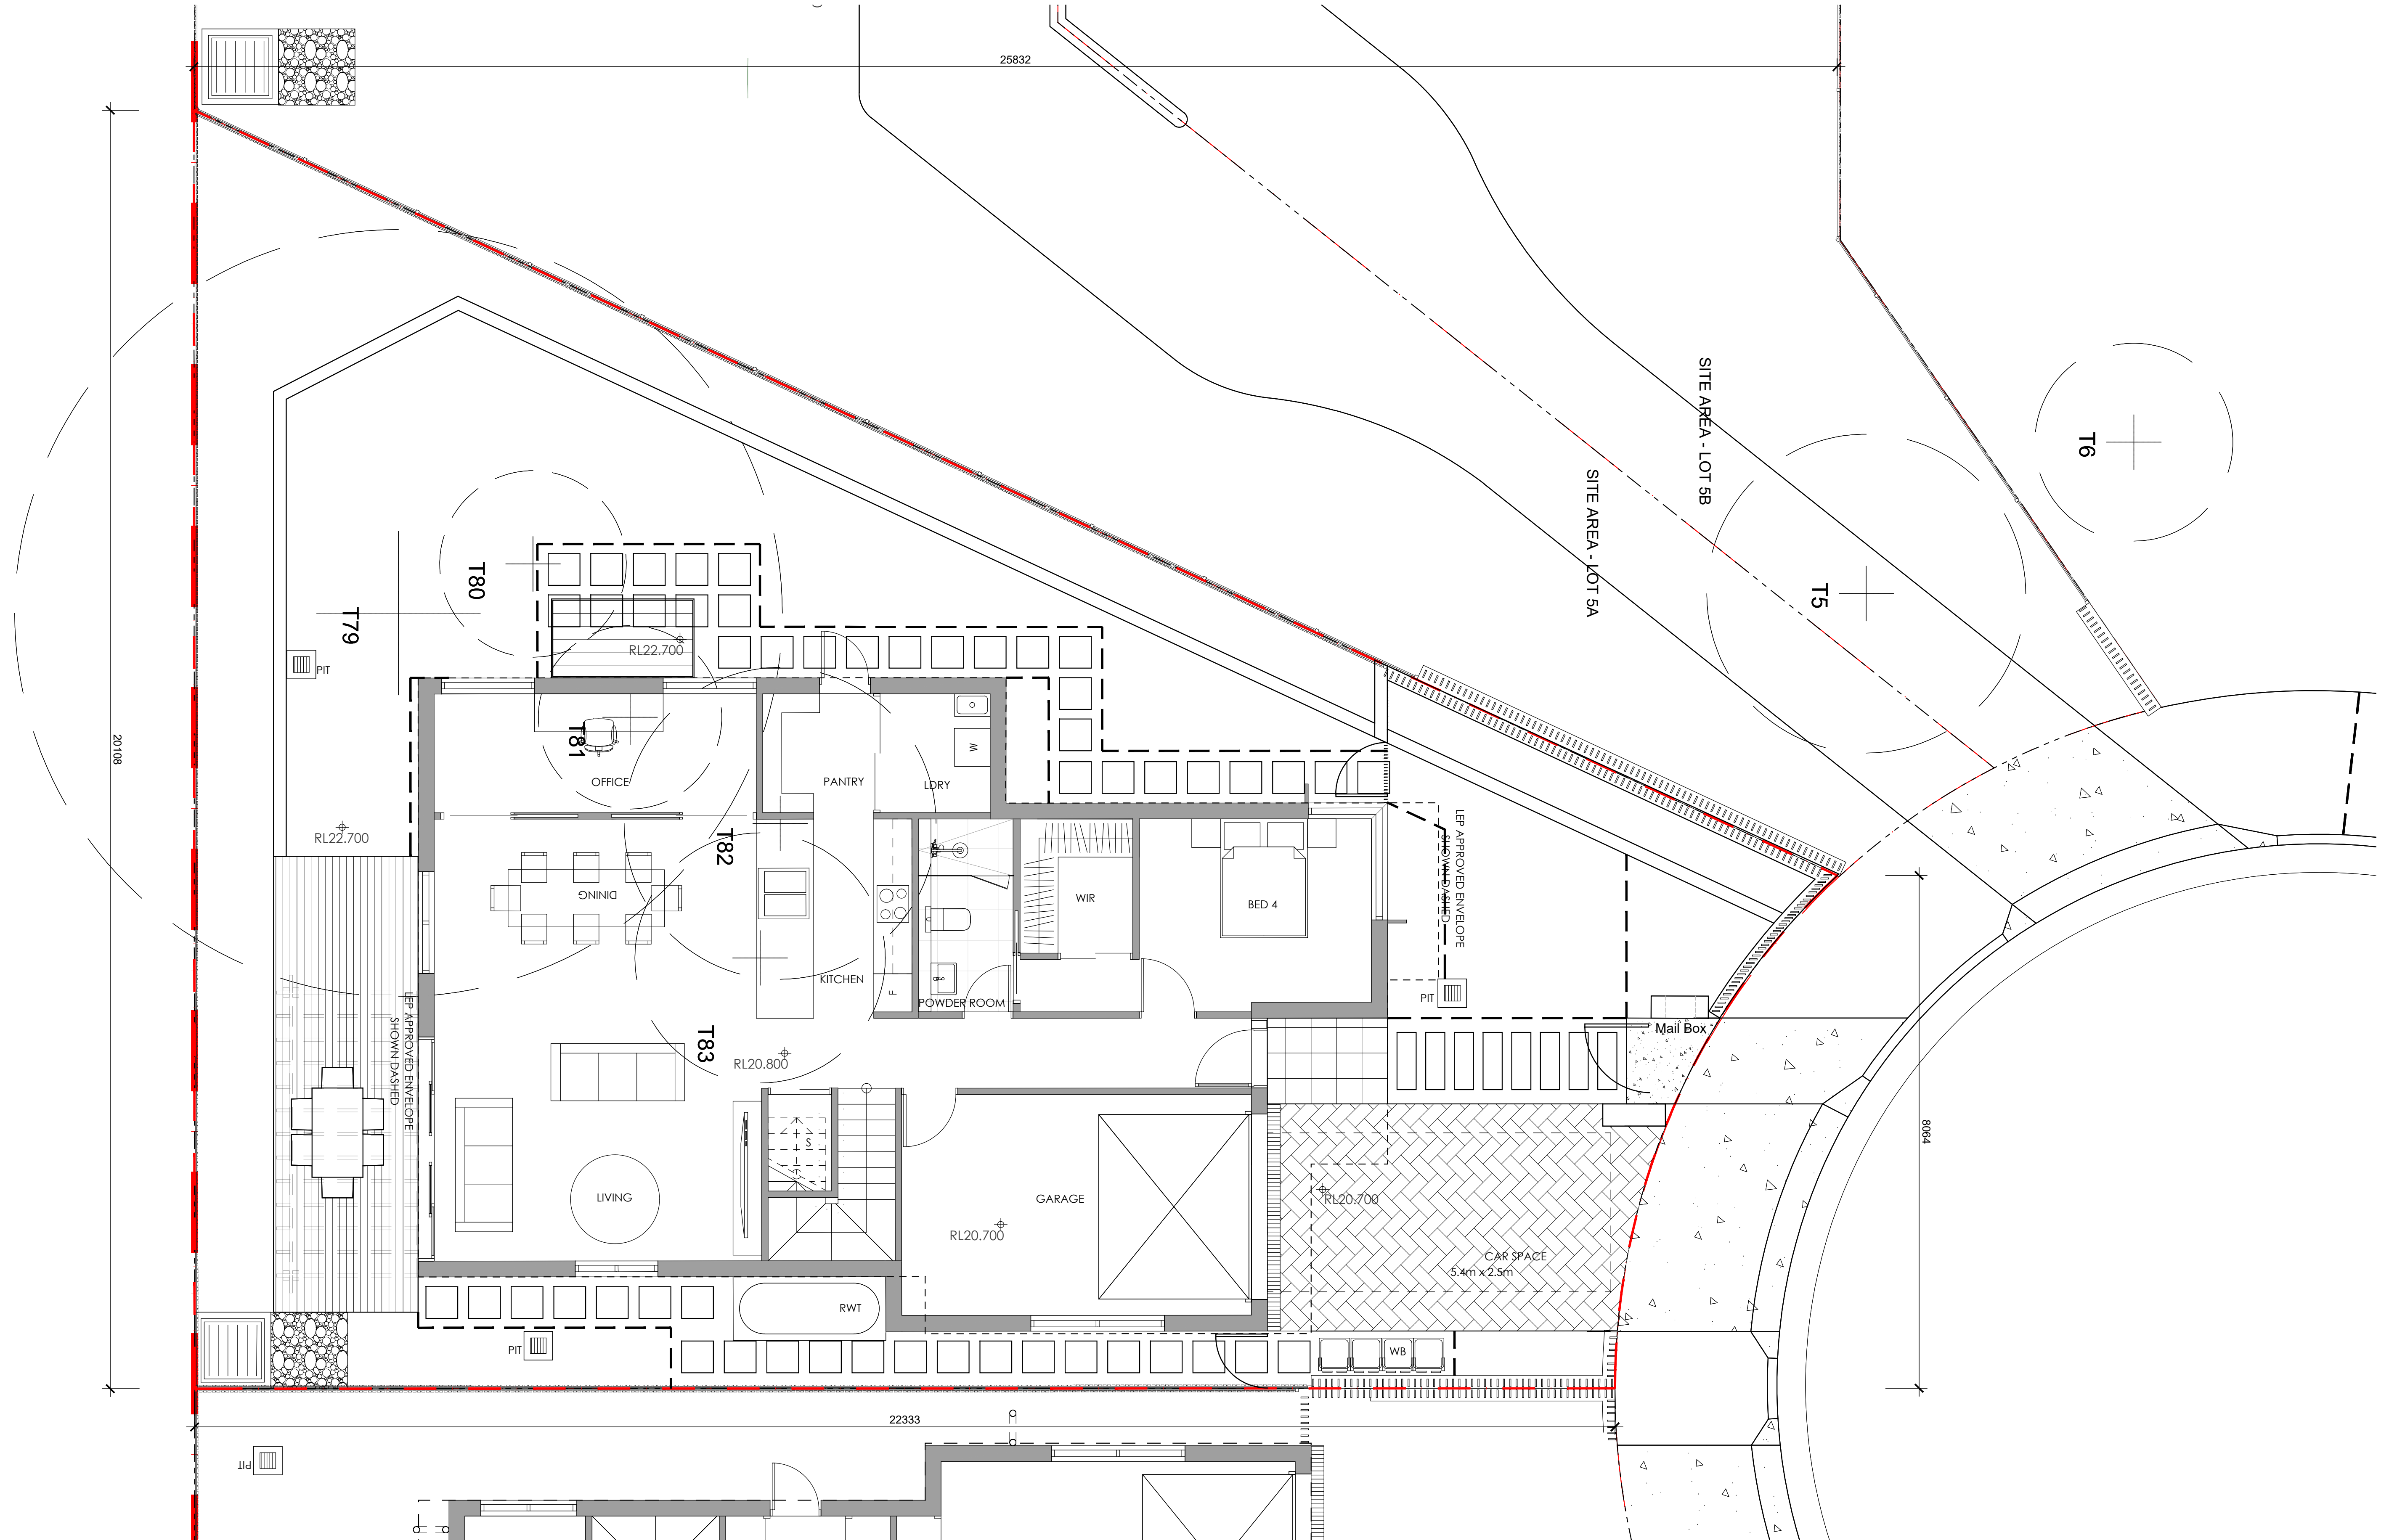 25832
SITE AREA - LOT 5B
SITE AREA - LOT 5A
T6
T5
T80
T79
RL22.700
PIT
T81
OFFICE
PANTRY
LDRY
W
20108
RL22.700
T82
DINING
WIR
BED 4
LEP APPROVED ENVELOPE
SHOWN DASHED
KITCHEN
F
POWDER ROOM
PIT
LEP APPROVED ENVELOPE
SHOWN DASHED
T83
RL20.800
Mail Box
S
8064
LIVING
GARAGE
RL20.700
RL20.700
CAR SPACE
5.4m x 2.5m
RWT
PIT
WB
22333
PIT